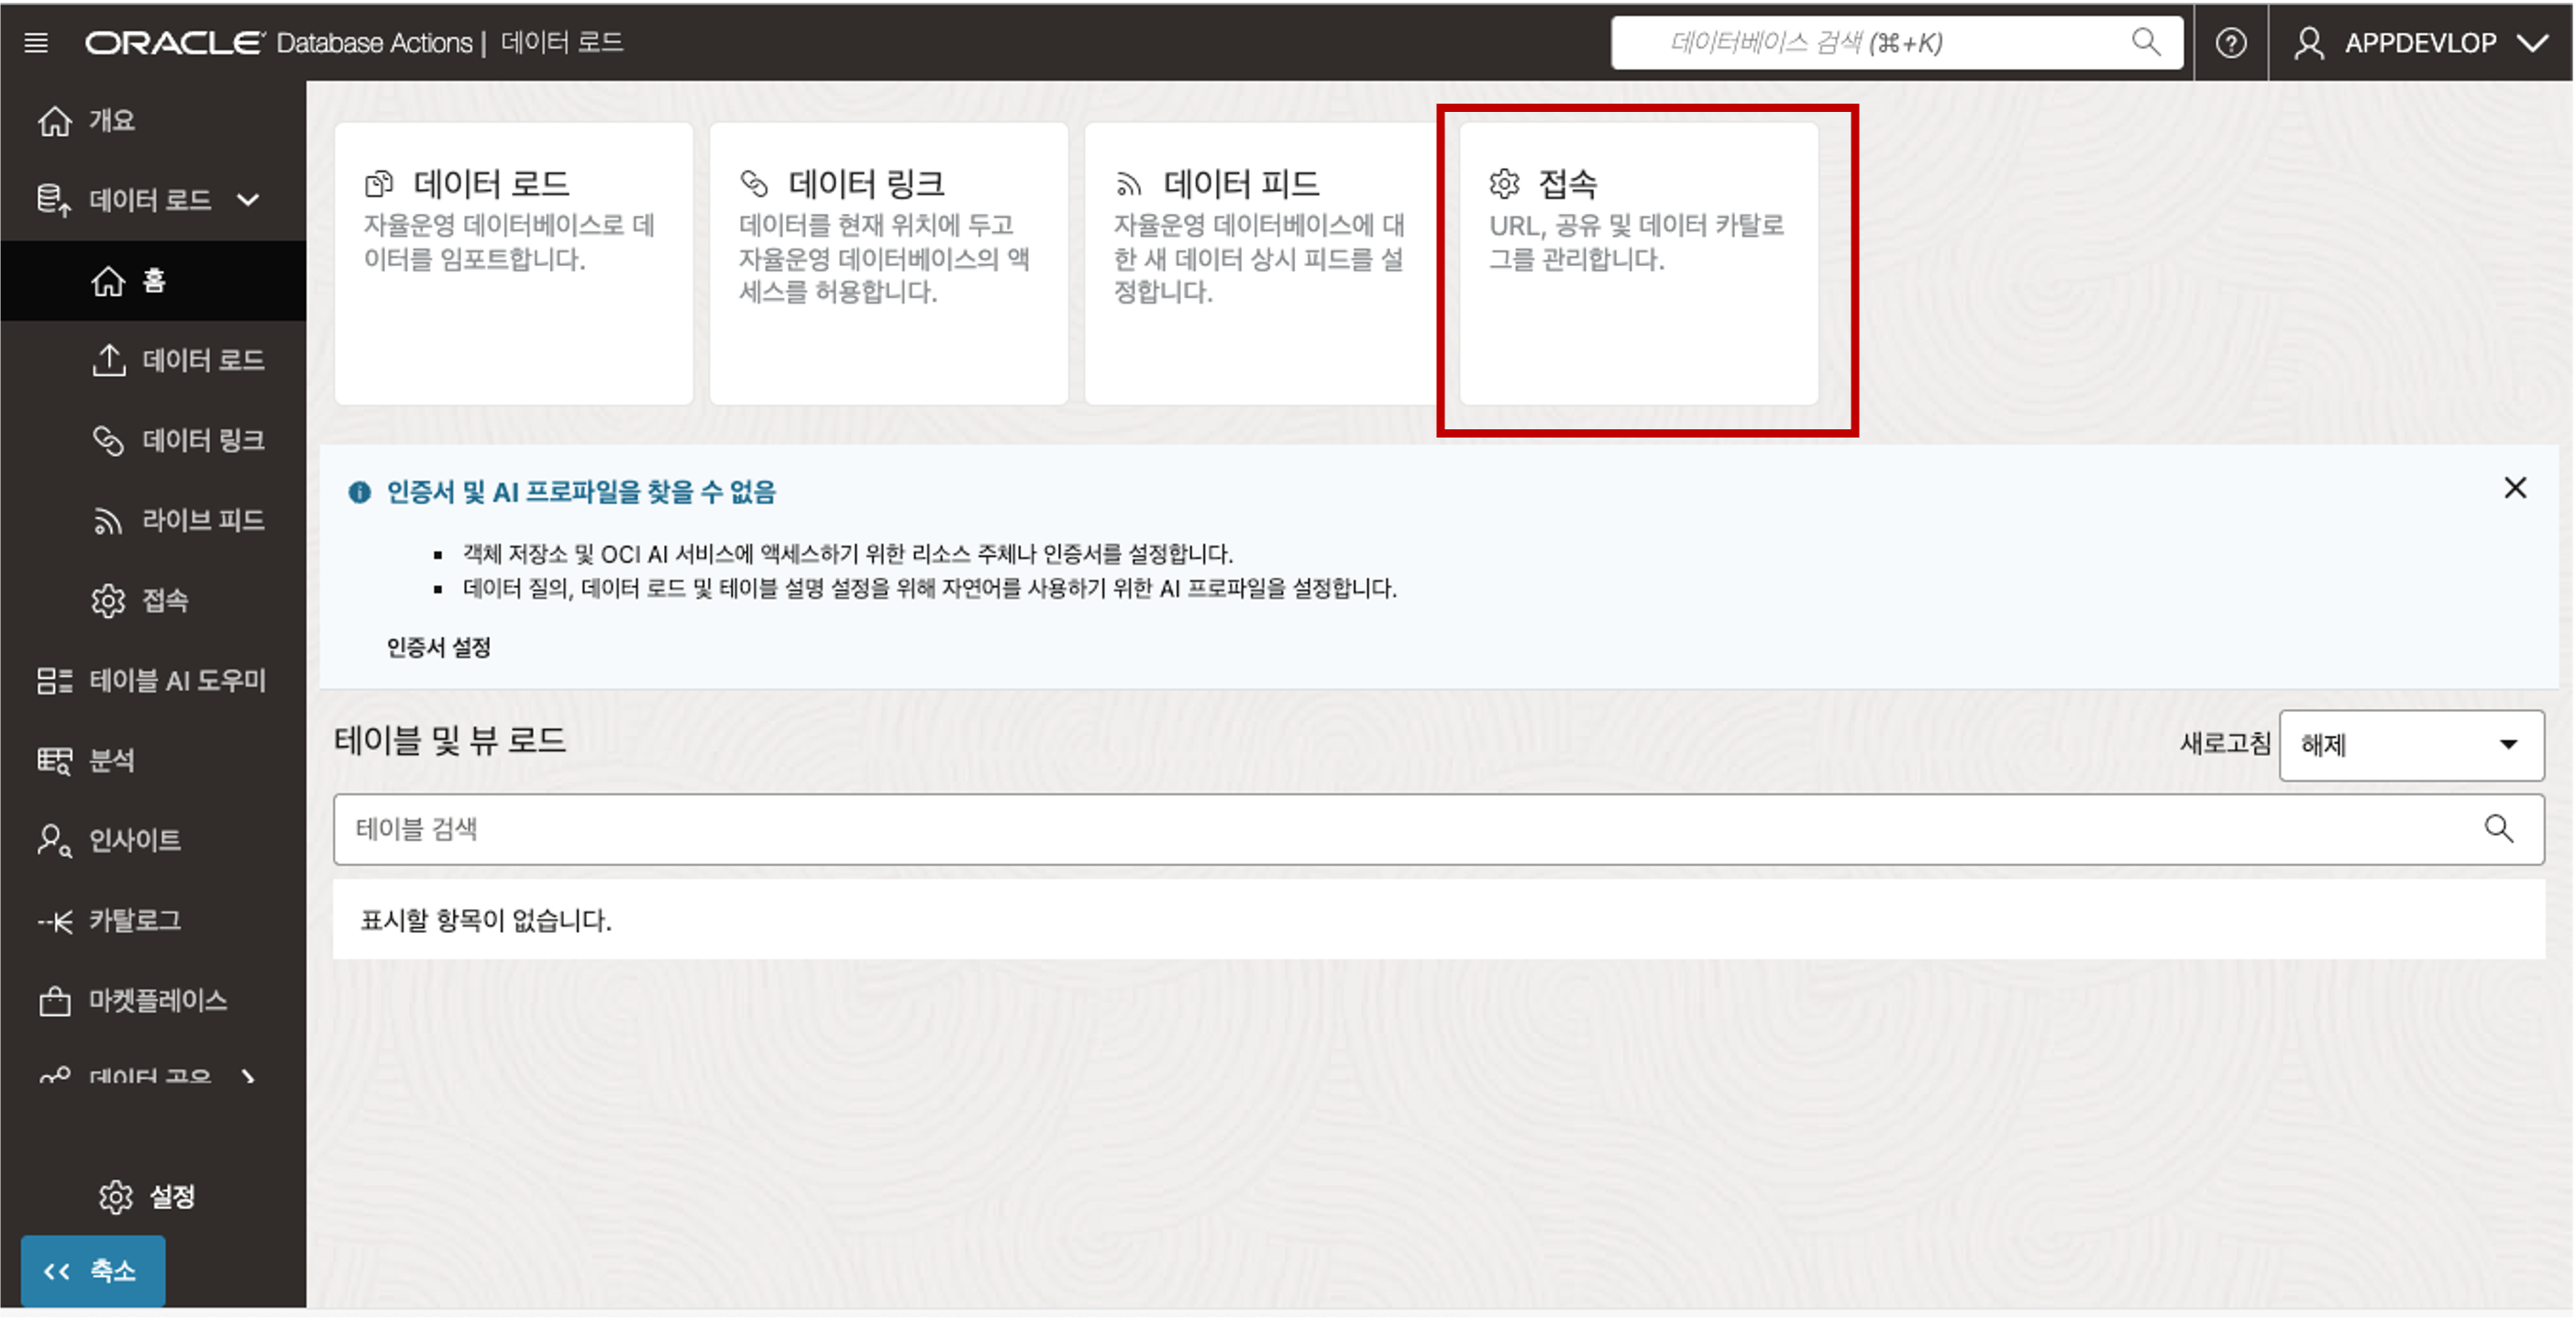 ORACLE Database Actions | 데이터 로드
데이터베이스 검색 (⌘+K)
APPDEVLOP
개요
데이터 로드
홈
데이터 로드
데이터 링크
라이브 피드
접속
테이블 AI 도우미
분석
인사이트
카탈로그
마켓플레이스
데이터 공유
설정
<< 축소
데이터 로드
자율운영 데이터베이스로 데
이터를 임포트합니다.
데이터 링크
데이터를 현재 위치에 두고
자율운영 데이터베이스의 액
세스를 허용합니다.
데이터 피드
자율운영 데이터베이스에 대
한 새 데이터 상시 피드를 설
정합니다.
접속
URL, 공유 및 데이터 카탈로
그를 관리합니다.
인증서 및 AI 프로파일을 찾을 수 없음
▪ 객체 저장소 및 OCI AI 서비스에 액세스하기 위한 리소스 주체나 인증서를 설정합니다.
▪ 데이터 질의, 데이터 로드 및 테이블 설명 설정을 위해 자연어를 사용하기 위한 AI 프로파일을 설정합니다.
인증서 설정
테이블 및 뷰 로드
새로고침 해제
테이블 검색
표시할 항목이 없습니다.